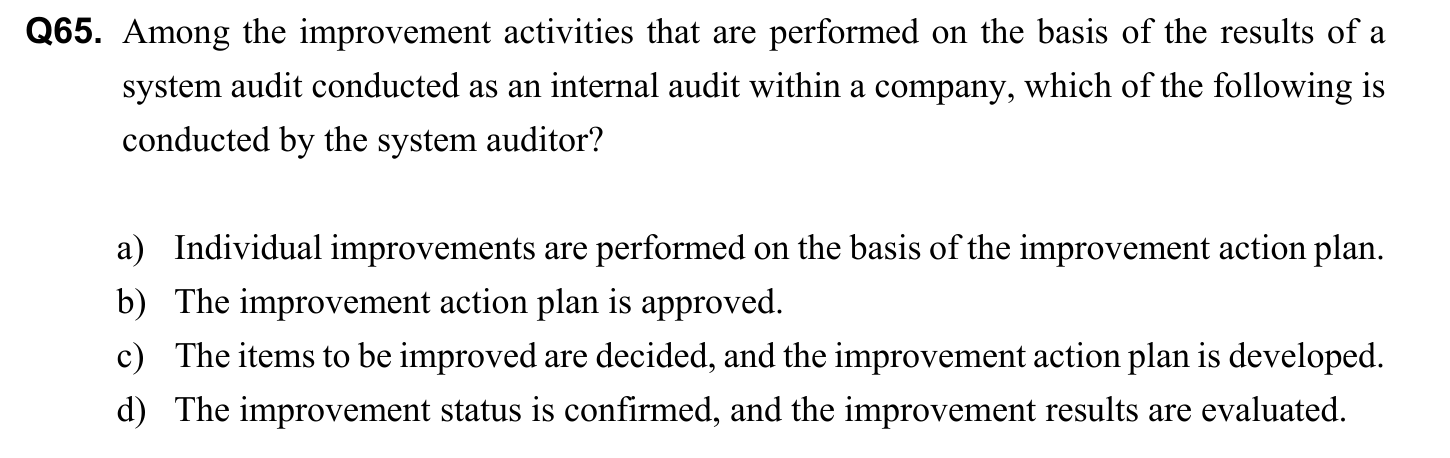 Q65. Among the improvement activities that are performed on the basis of the results of a
system audit conducted as an internal audit within a company, which of the following is
conducted by the system auditor?
a) Individual improvements are performed on the basis of the improvement action plan.
b) The improvement action plan is approved.
c) The items to be improved are decided, and the improvement action plan is developed.
d) The improvement status is confirmed, and the improvement results are evaluated.